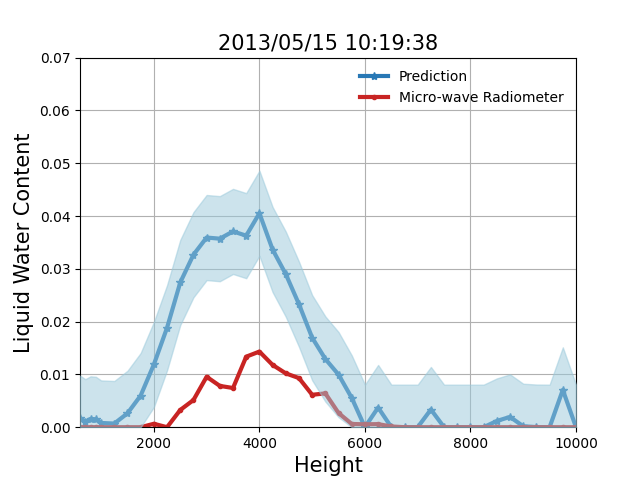 2013/05/15 10:19:38
Prediction
Micro-wave Radiometer
Liquid Water Content
0.07
0.06
0.05
0.04
0.03
0.02
0.01
0.00
2000 4000 6000 8000 10000
Height